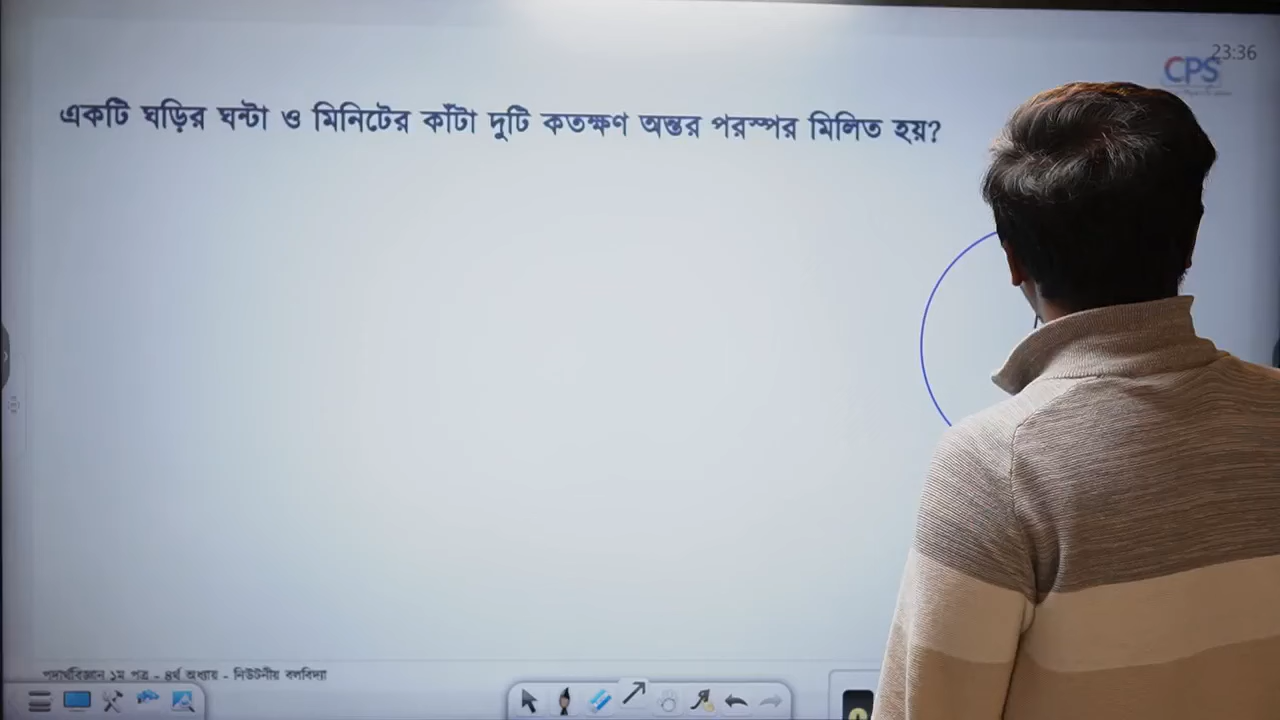 23:36
CPS
একটি ঘড়ির ঘন্টা ও মিনিটের কাঁটা দুটি কতক্ষণ অন্তর পরস্পর মিলিত হয়?
পদার্থবিজ্ঞান ১ম পত্র - ৪র্থ অধ্যায় - নিউটনীয় বলবিদ্যা